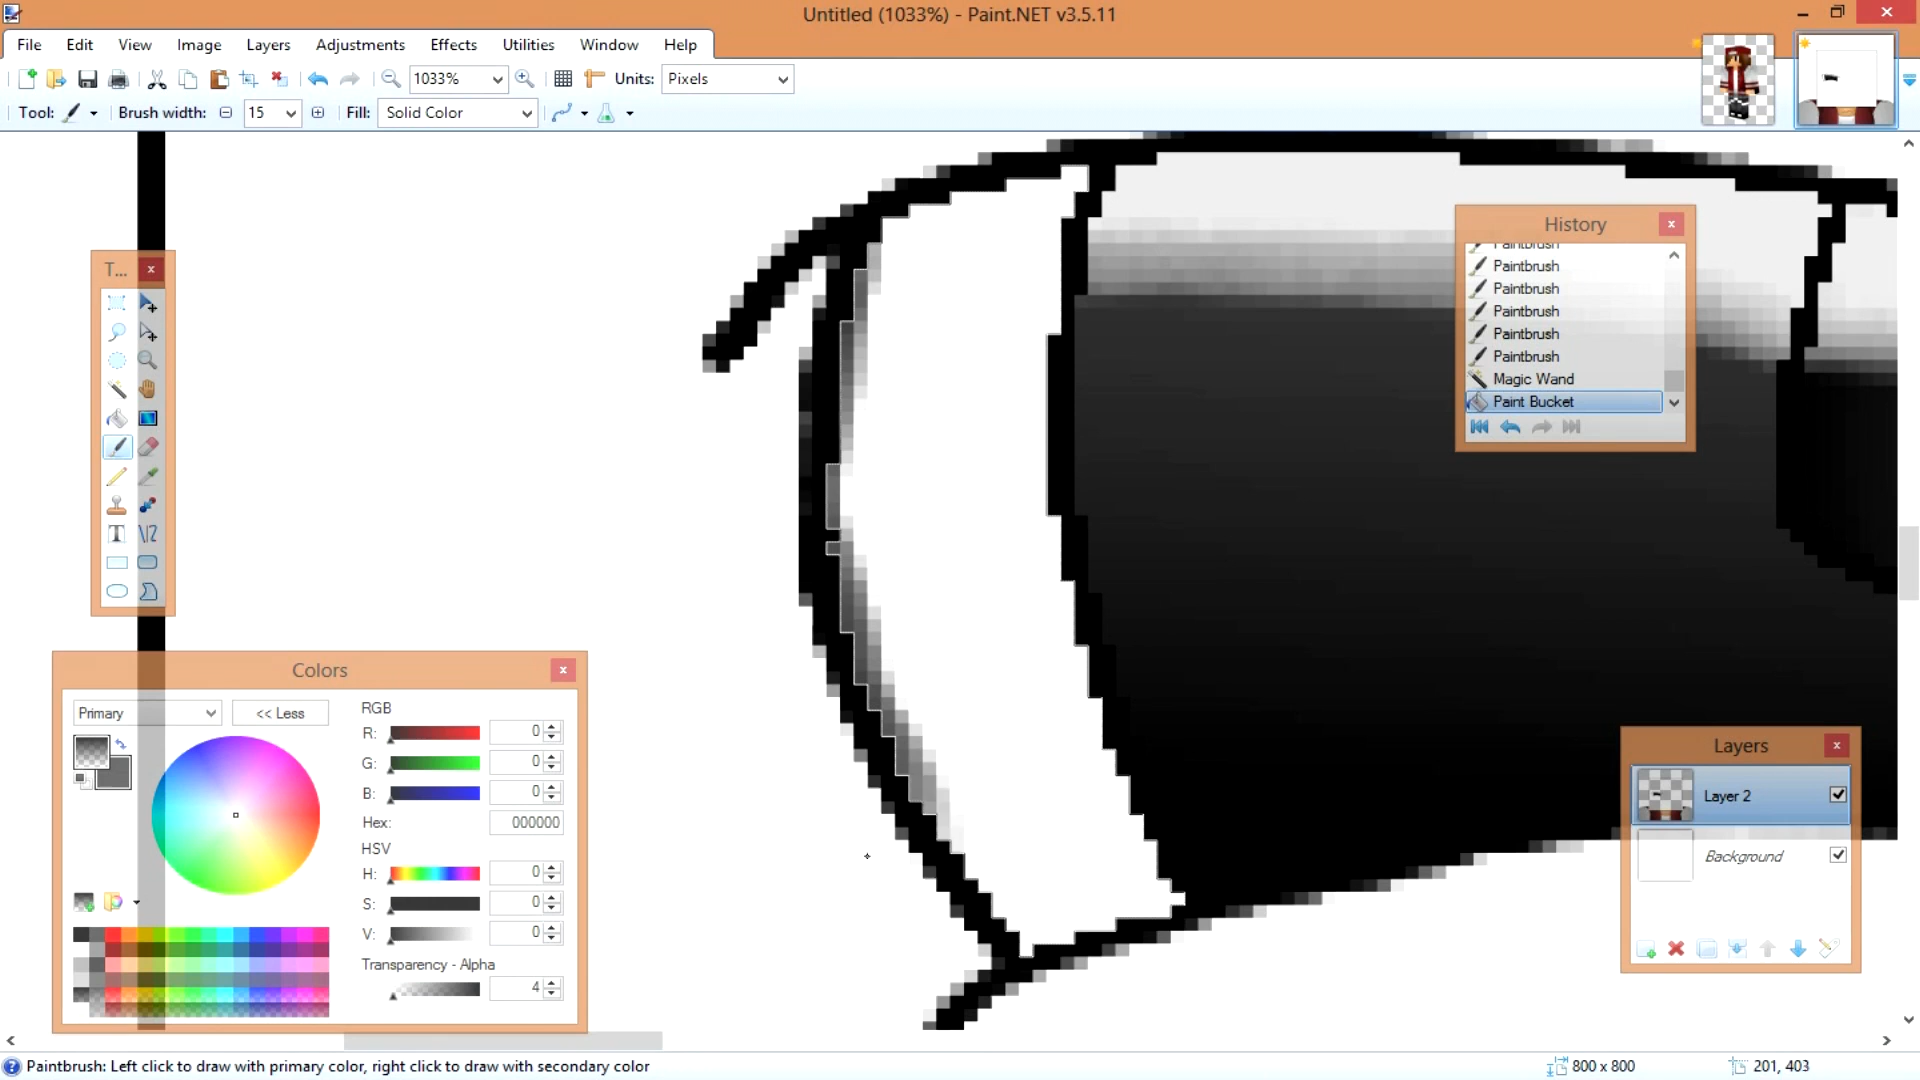 Untitled (1033%) - Paint.NET v3.5.11
File Edit View Image Layers Adjustments Effects Utilities Window Help
1033% Units: Pixels
Tool: Brush width: 15 Fill: Solid Color
T...
History
Paintbrush
Paintbrush
Paintbrush
Paintbrush
Paintbrush
Paintbrush
Magic Wand
Paint Bucket
Colors
Primary << Less
RGB
R: 0
G: 0
B: 0
Hex: 000000
HSV
H: 0
S: 0
V: 0
Transparency - Alpha
4
Layers
Layer 2
Background
Paintbrush: Left click to draw with primary color, right click to draw with secondary color
800 x 800
201, 403